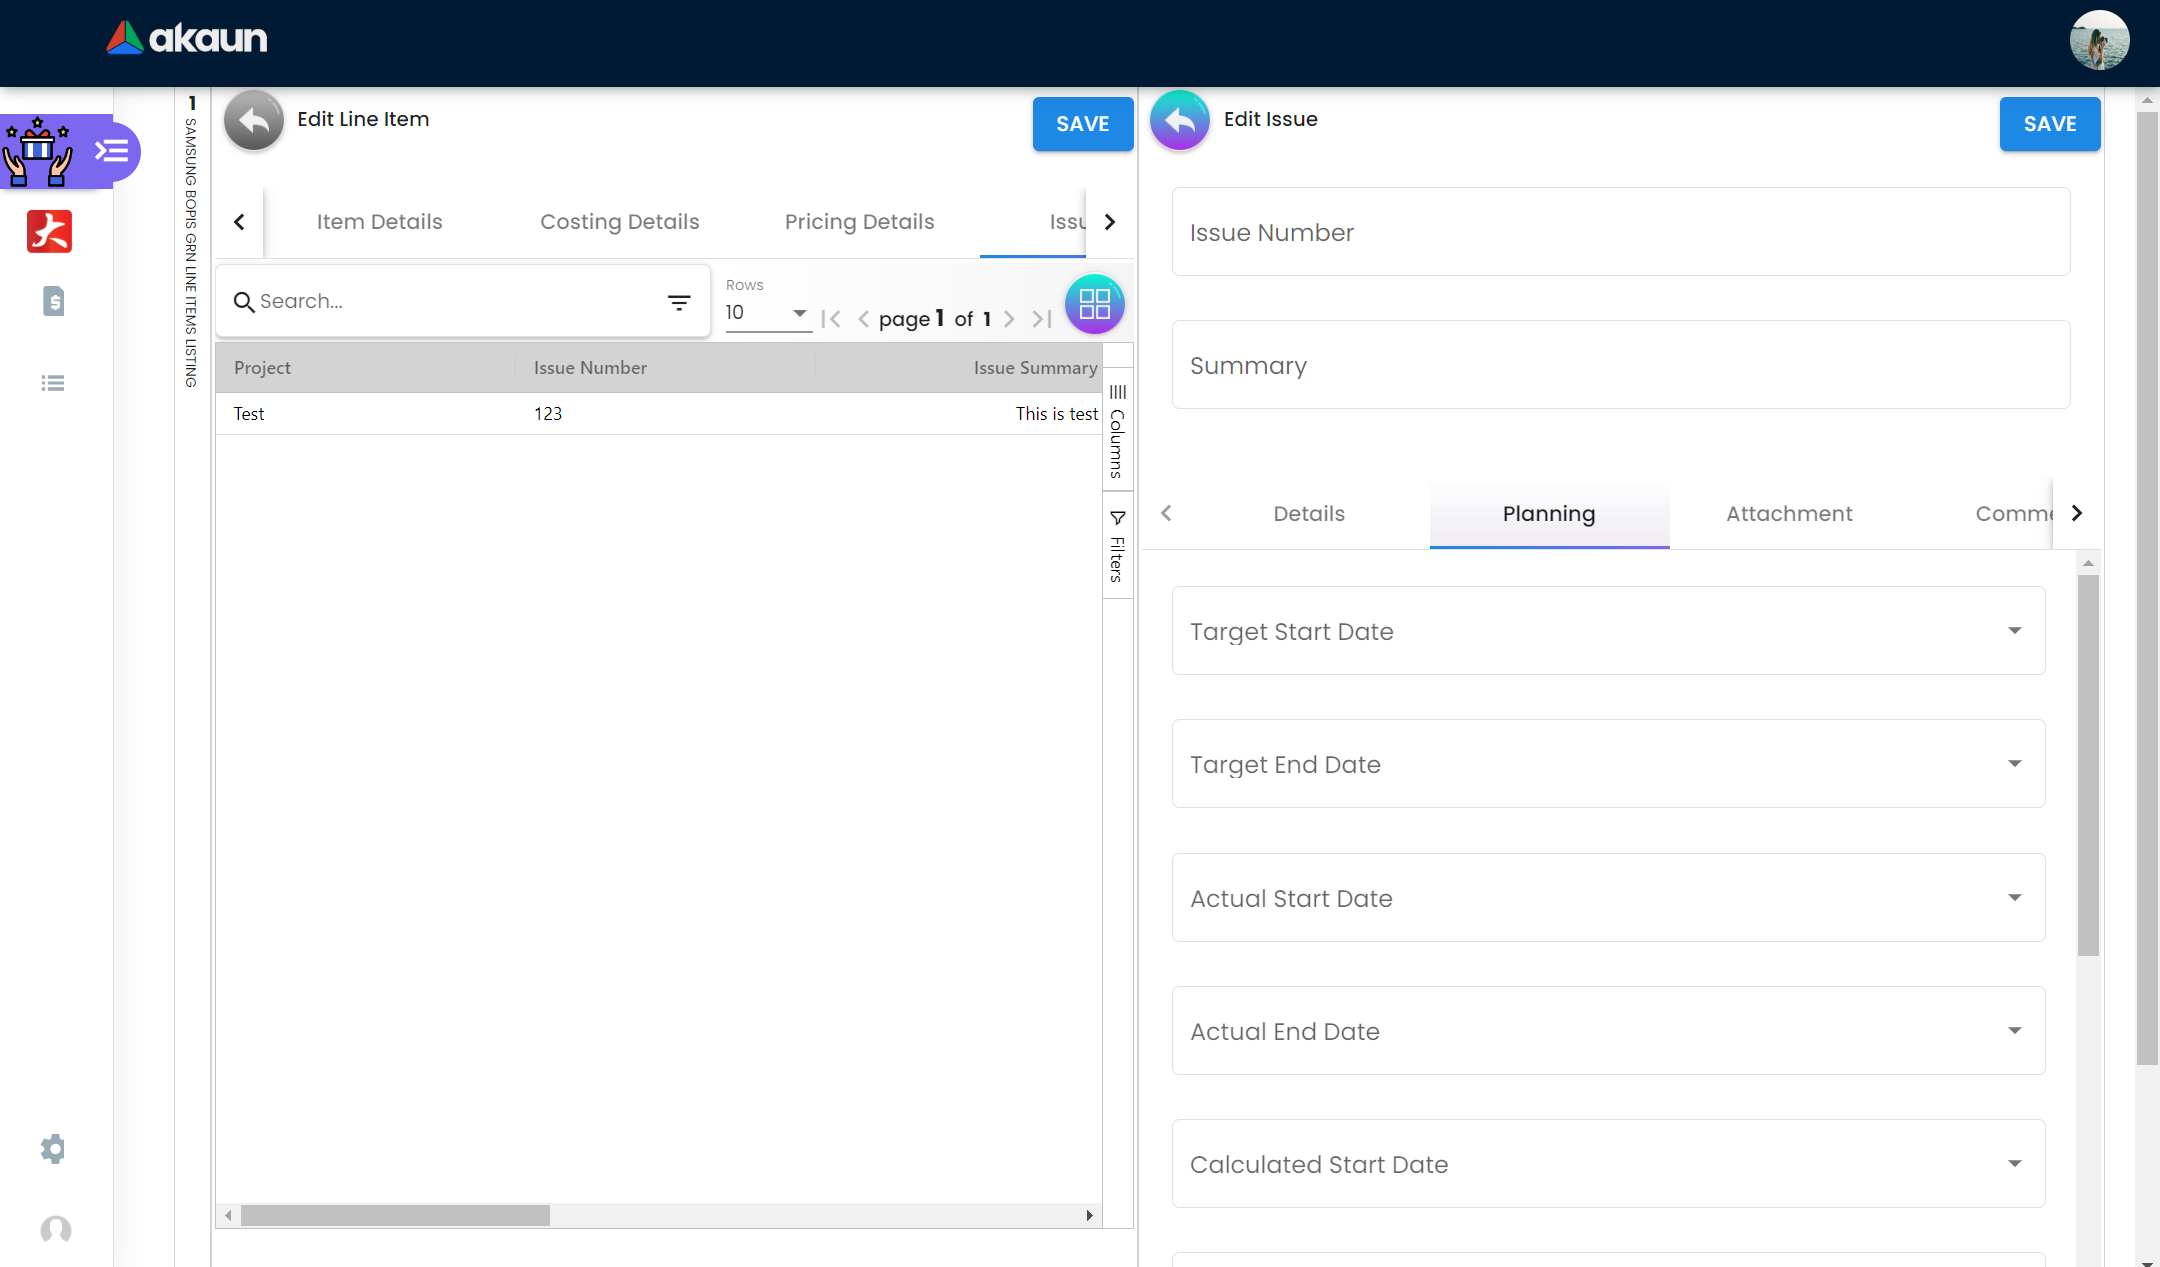 akaun
1
SAMSUNG BOPIS GRN LINE ITEMS LISTING
Edit Line Item
SAVE
Item Details
Costing Details
Pricing Details
Issu
Search...
Rows
10
page 1 of 1
Project
Issue Number
Issue Summary
Test
123
This is test
Columns
Filters
Edit Issue
SAVE
Issue Number
Summary
Details
Planning
Attachment
Comme
Target Start Date
Target End Date
Actual Start Date
Actual End Date
Calculated Start Date